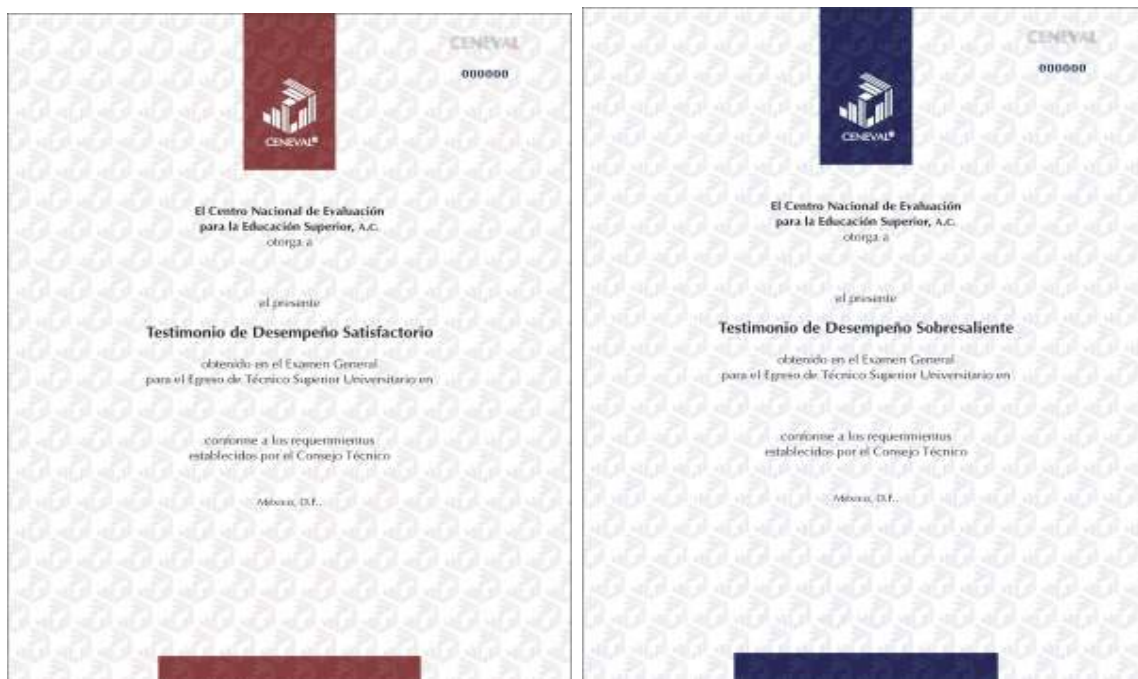 CENEVAL
000000
CENEVAL®
El Centro Nacional de Evaluación
para la Educación Superior, A.C.
otorga a
el presente
Testimonio de Desempeño Satisfactorio
obtenido en el Examen General
para el Egreso de Técnico Superior Universitario en
conforme a los requerimientos
establecidos por el Consejo Técnico
México, D.F.,
CENEVAL
000000
CENEVAL®
El Centro Nacional de Evaluación
para la Educación Superior, A.C.
otorga a
el presente
Testimonio de Desempeño Sobresaliente
obtenido en el Examen General
para el Egreso de Técnico Superior Universitario en
conforme a los requerimientos
establecidos por el Consejo Técnico
México, D.F.,